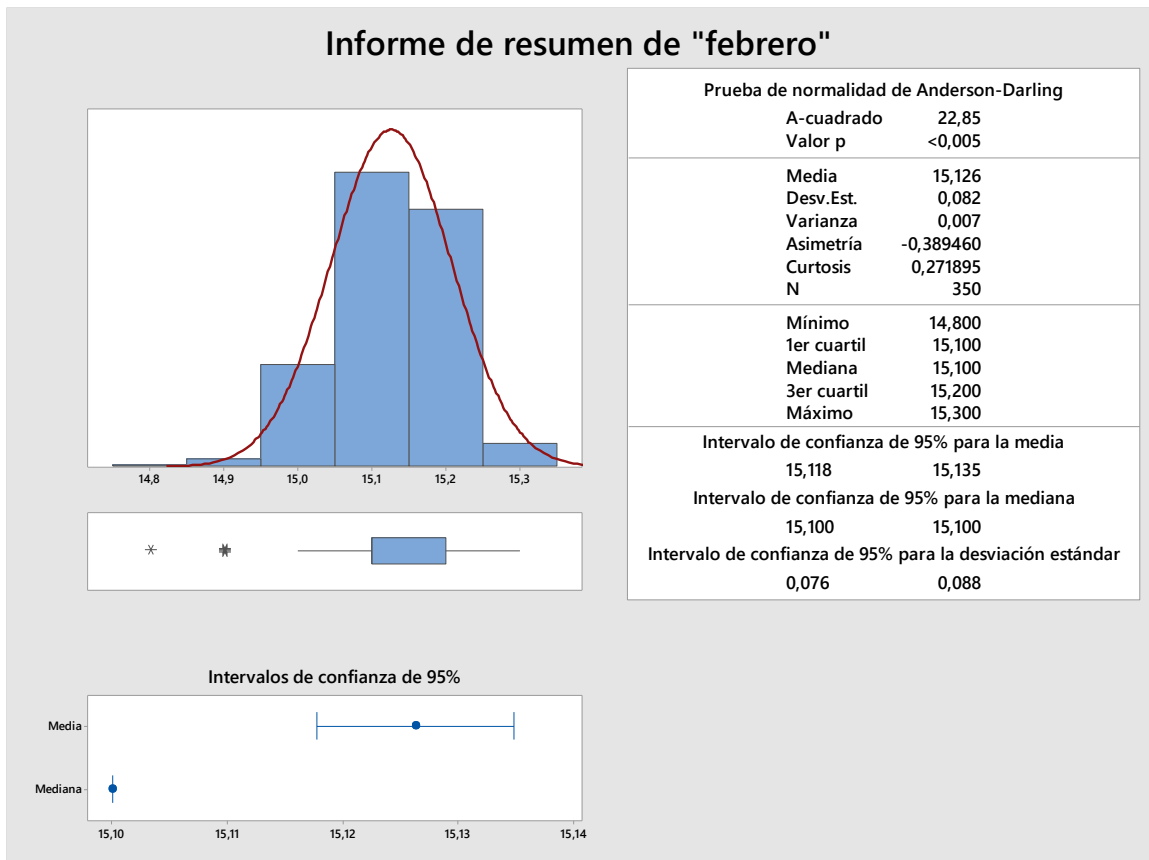 Informe de resumen de "febrero"
14,8 14,9 15,0 15,1 15,2 15,3
Intervalos de confianza de 95%
Media
Mediana
15,10 15,11 15,12 15,13 15,14
Prueba de normalidad de Anderson-Darling
A-cuadrado 22,85
Valor p <0,005
Media 15,126
Desv.Est. 0,082
Varianza 0,007
Asimetría -0,389460
Curtosis 0,271895
N 350
Mínimo 14,800
1er cuartil 15,100
Mediana 15,100
3er cuartil 15,200
Máximo 15,300
Intervalo de confianza de 95% para la media
15,118 15,135
Intervalo de confianza de 95% para la mediana
15,100 15,100
Intervalo de confianza de 95% para la desviación estándar
0,076 0,088